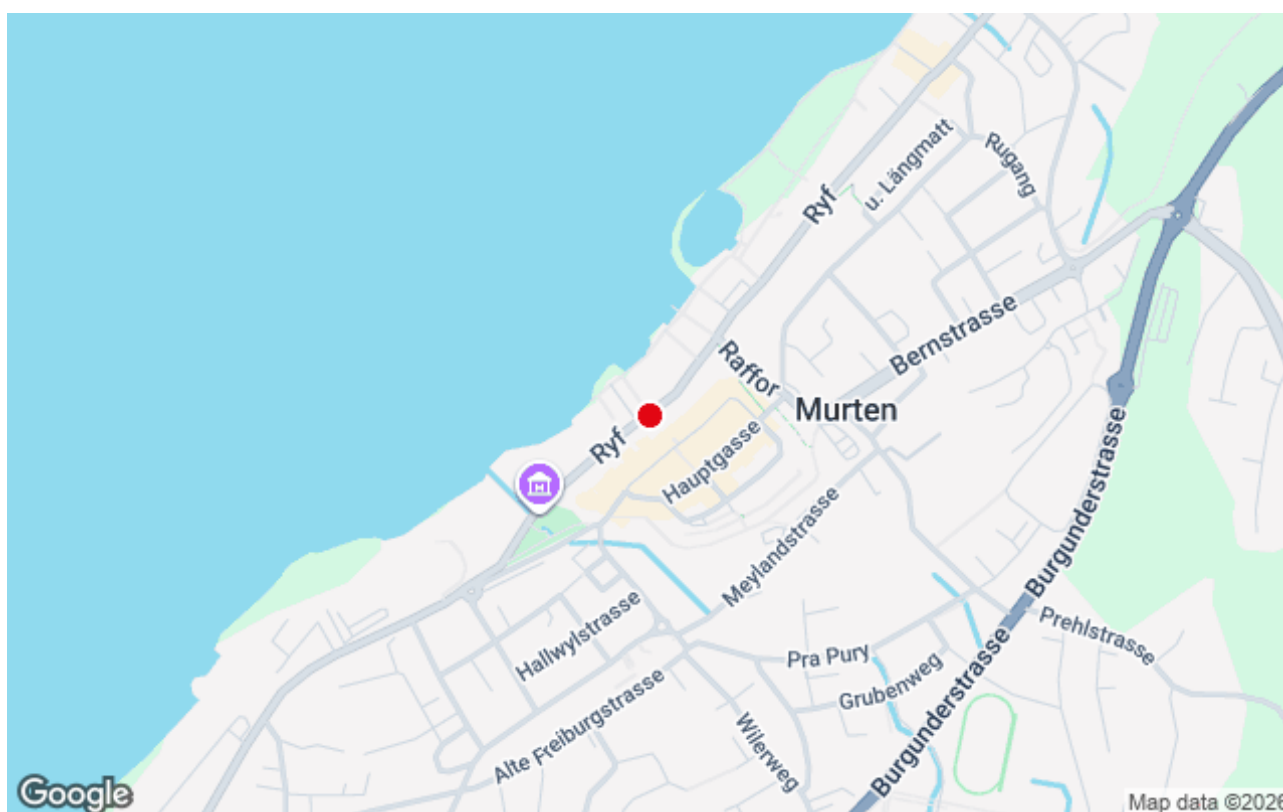 Ryf
u. Längmatt
Rugang
Bernstrasse
Raffor
Murten
Ryf
Hauptgasse
Burgunderstrasse
Meylandstrasse
Hallwylstrasse
Prehlstrasse
Pra Pury
Grubenweg
Alte Freiburgstrasse
Wilerweg
Burgunderstrasse
Google
Map data ©2026